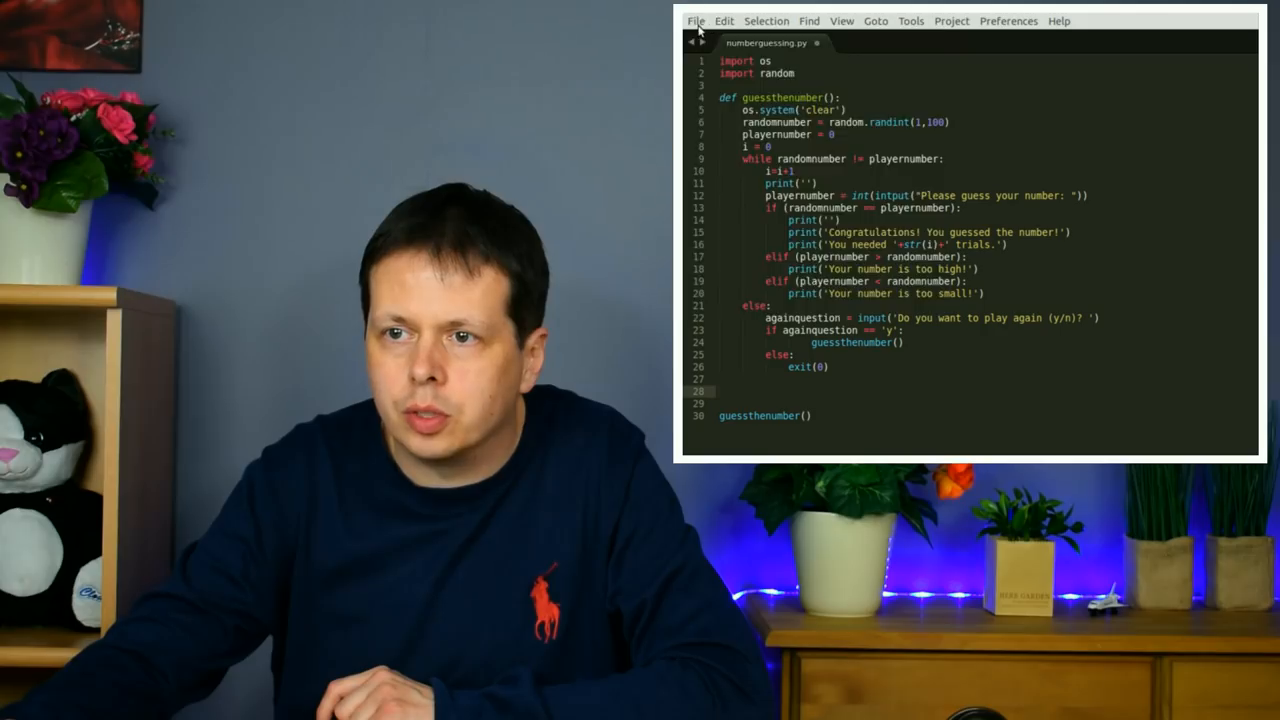 File Edit Selection Find View Goto Tools Project Preferences Help
numberguessing.py
1 import os
2 import random
3
4 def guessthenumber():
5 os.system('clear')
6 randomnumber = random.randint(1,100)
7 playernumber = 0
8 i = 0
9 while randomnumber != playernumber:
10 i=i+1
11 print('')
12 playernumber = int(intput("Please guess your number: "))
13 if (randomnumber == playernumber):
14 print('')
15 print('Congratulations! You guessed the number!')
16 print('You needed '+str(i)+' trials.')
17 elif (playernumber > randomnumber):
18 print('Your number is too high!')
19 elif (playernumber < randomnumber):
20 print('Your number is too small!')
21 else:
22 againquestion = input('Do you want to play again (y/n)? ')
23 if againquestion == 'y':
24 guessthenumber()
25 else:
26 exit(0)
27
28
29
30 guessthenumber()
HERB GARDEN